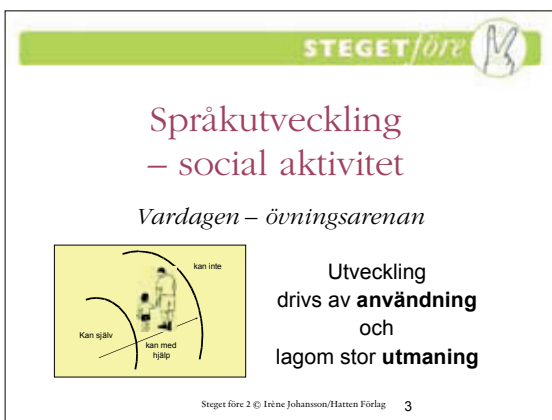 STEGET före
Språkutveckling
– social aktivitet
Vardagen – övningsarenan
kan inte
Kan själv
kan med
hjälp
Utveckling
drivs av användning
och
lagom stor utmaning
Steget före 2 © Irène Johansson/Hatten Förlag 3